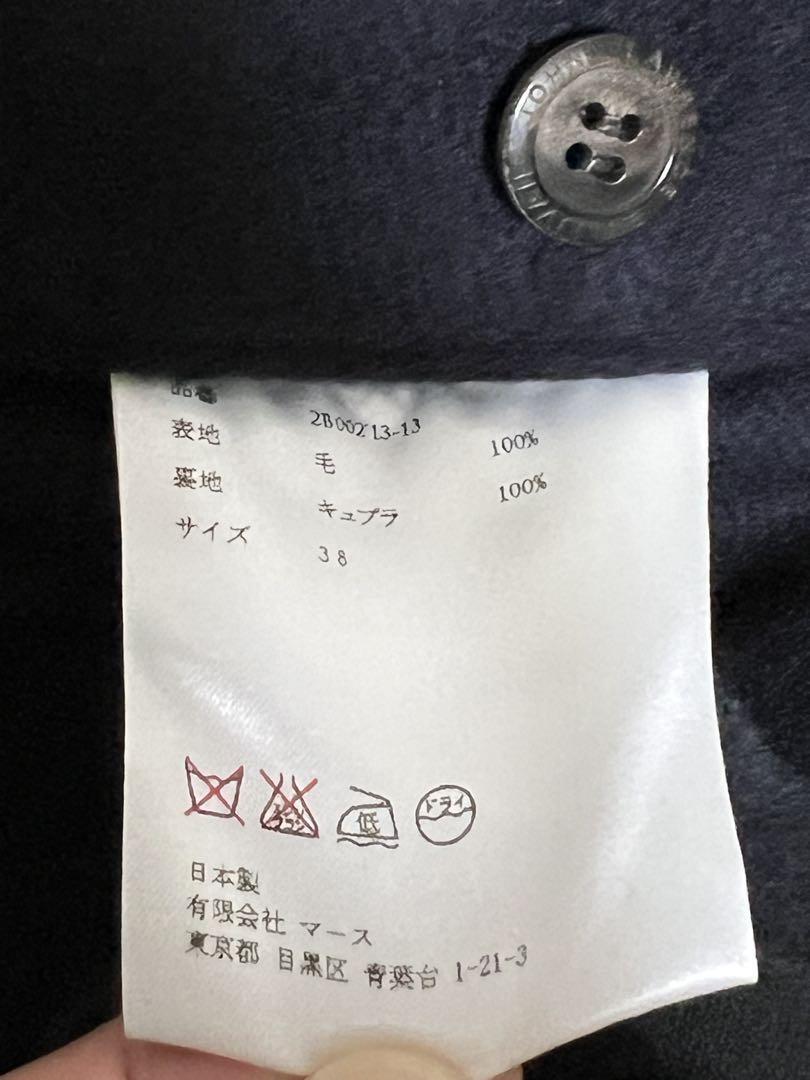 品番 2B00213-13
表地 毛 100%
裏地 キュプラ 100%
サイズ 38
低
ドライ
日本製
有限会社 マース
東京都 目黒区 青葉台 1-21-3